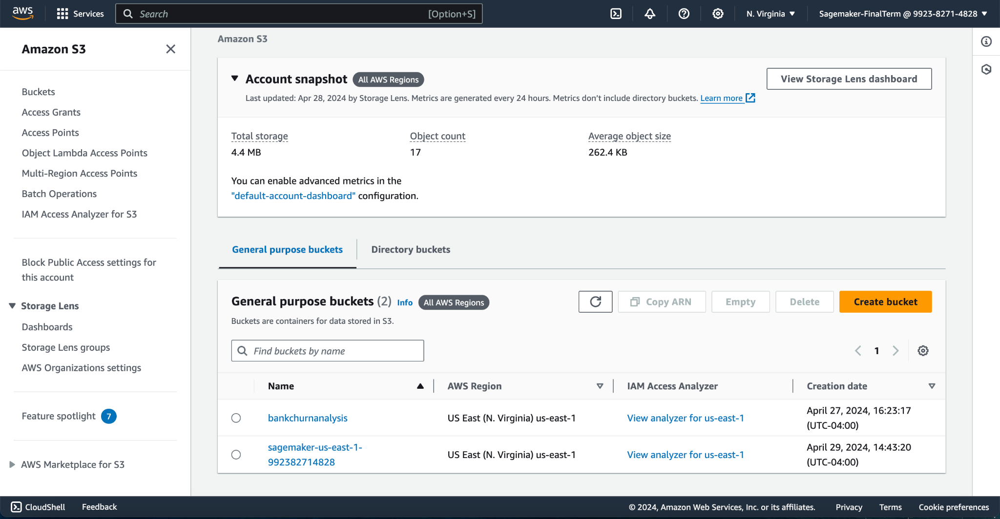 aws
Services
Search
[Option+S]
N. Virginia
Sagemaker-FinalTerm @ 9923-8271-4828
Amazon S3
Buckets
Access Grants
Access Points
Object Lambda Access Points
Multi-Region Access Points
Batch Operations
IAM Access Analyzer for S3
Block Public Access settings for
this account
Storage Lens
Dashboards
Storage Lens groups
AWS Organizations settings
Feature spotlight 7
AWS Marketplace for S3
Amazon S3
Account snapshot All AWS Regions
View Storage Lens dashboard
Last updated: Apr 28, 2024 by Storage Lens. Metrics are generated every 24 hours. Metrics don’t include directory buckets. Learn more
Total storage
4.4 MB
Object count
17
Average object size
262.4 KB
You can enable advanced metrics in the
"default-account-dashboard" configuration.
General purpose buckets
Directory buckets
General purpose buckets (2) Info All AWS Regions
Copy ARN
Empty
Delete
Create bucket
Buckets are containers for data stored in S3.
Find buckets by name
1
Name
AWS Region
IAM Access Analyzer
Creation date
bankchurnanalysis
US East (N. Virginia) us-east-1
View analyzer for us-east-1
April 27, 2024, 16:23:17
(UTC-04:00)
sagemaker-us-east-1-
992382714828
US East (N. Virginia) us-east-1
View analyzer for us-east-1
April 29, 2024, 14:43:20
(UTC-04:00)
CloudShell
Feedback
© 2024, Amazon Web Services, Inc. or its affiliates.
Privacy
Terms
Cookie preferences